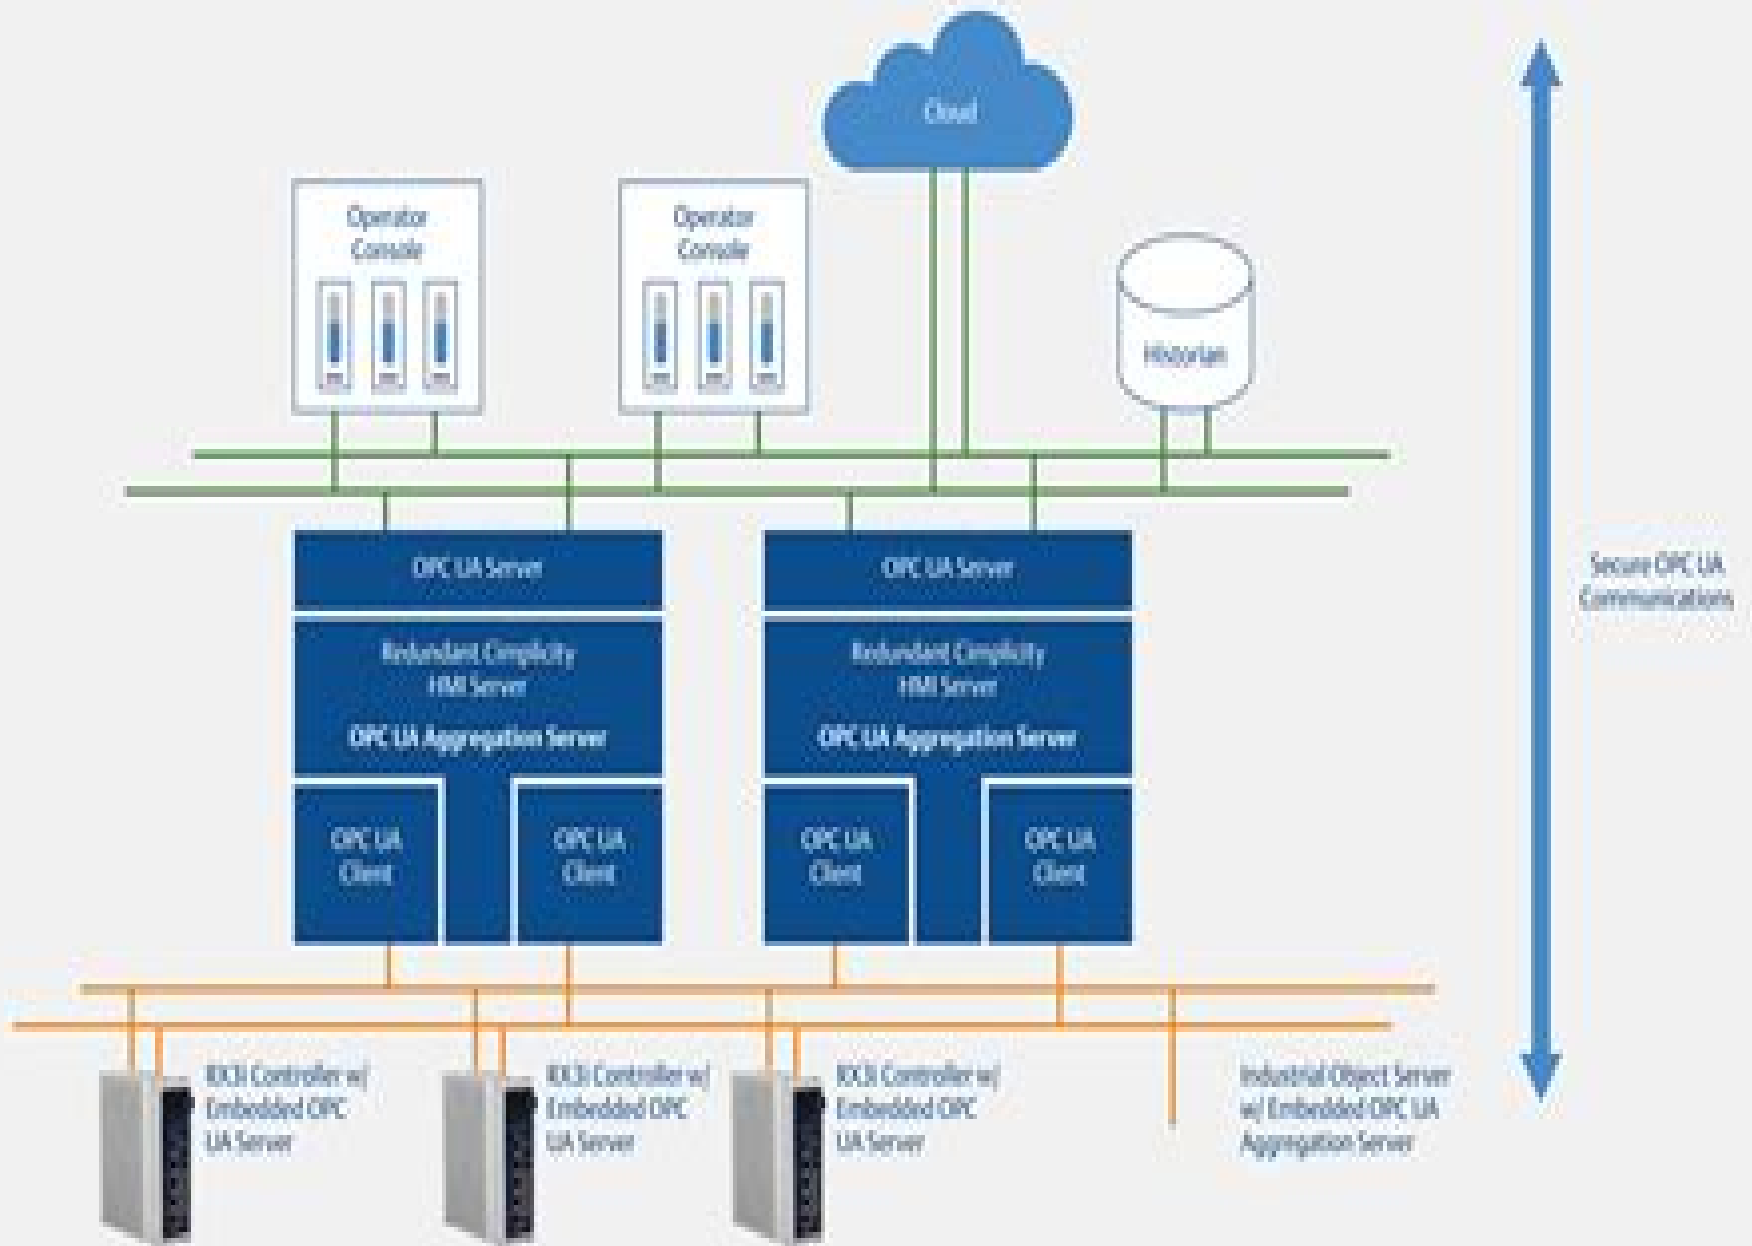 Cloud
Operator
Console
Operator
Console
Historian
OPC UA Server
OPC UA Server
Redundant Cimplicity
HMI Server
OPC UA Aggregation Server
Redundant Cimplicity
HMI Server
OPC UA Aggregation Server
Secure OPC UA
Communications
OPC UA
Client
OPC UA
Client
OPC UA
Client
OPC UA
Client
RX3i Controller w/
Embedded OPC
UA Server
RX3i Controller w/
Embedded OPC
UA Server
RX3i Controller w/
Embedded OPC
UA Server
Industrial Object Server
w/ Embedded OPC UA
Aggregation Server